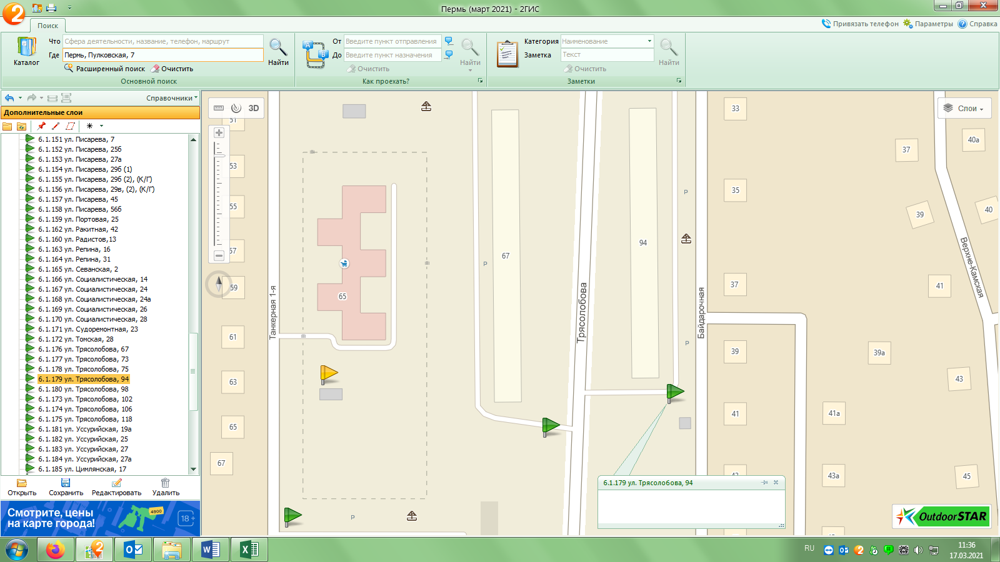 Пермь (март 2021) - 2ГИС
Поиск
Привязать телефон
Параметры
Справка
Каталог
Что
Сфера деятельности, название, телефон, маршрут
Где
Пермь, Пулковская, 7
Расширенный поиск
Очистить
Найти
Основной поиск
От
Введите пункт отправления
До
Введите пункт назначения
Очистить
Найти
Как проехать?
Категория
Наименование
Заметка
Текст
Очистить
Найти
Заметки
Справочники
Дополнительные слои
6.1.151 ул. Писарева, 7
6.1.152 ул. Писарева, 25б
6.1.153 ул. Писарева, 27а
6.1.154 ул. Писарева, 29б (1)
6.1.155 ул. Писарева, 29б (2), (К/Г)
6.1.156 ул. Писарева, 29в, (2), (К/Г)
6.1.157 ул. Писарева, 45
6.1.158 ул. Писарева, 56б
6.1.159 ул. Портовая, 25
6.1.162 ул. Ракитная, 42
6.1.160 ул. Радистов,13
6.1.163 ул. Репина, 16
6.1.164 ул. Репина, 31
6.1.165 ул. Севанская, 2
6.1.166 ул. Социалистическая, 14
6.1.167 ул. Социалистическая, 24
6.1.168 ул. Социалистическая, 24а
6.1.169 ул. Социалистическая, 26
6.1.170 ул. Социалистическая, 28
6.1.171 ул. Судоремонтная, 23
6.1.172 ул. Томская, 28
6.1.176 ул. Трясолобова, 67
6.1.177 ул. Трясолобова, 73
6.1.178 ул. Трясолобова, 75
6.1.179 ул. Трясолобова, 94
6.1.180 ул. Трясолобова, 98
6.1.173 ул. Трясолобова, 102
6.1.174 ул. Трясолобова, 106
6.1.175 ул. Трясолобова, 118
6.1.181 ул. Уссурийская, 19а
6.1.182 ул. Уссурийская, 25
6.1.183 ул. Уссурийская, 27
6.1.184 ул. Уссурийская, 27а
6.1.185 ул. Цимлянская, 17
Открыть
Сохранить
Редактировать
Удалить
Смотрите, цены
на карте города!
4900
18+
3D
Слои
51
53
55
57
59
61
63
65
67
Танкерная 1-я
65
67
P
Трясолобова
94
P
P
Байдарочная
33
35
37
39
41
43
37
40а
39
40
Верхне-Камская
41
39а
43
41а
43а
45
P
6.1.179 ул. Трясолобова, 94
OutdoorSTAR
RU
11:36
17.03.2021